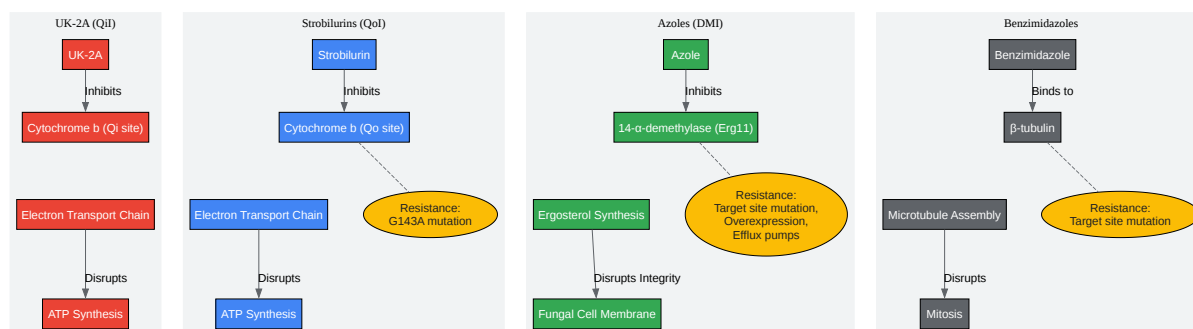 UK-2A (QiI)
UK-2A
Inhibits
Cytochrome b (Qi site)
Electron Transport Chain
Disrupts
ATP Synthesis
Strobilurins (QoI)
Strobilurin
Inhibits
Cytochrome b (Qo site)
Resistance:
G143A mutation
Electron Transport Chain
Disrupts
ATP Synthesis
Azoles (DMI)
Azole
Inhibits
14-α-demethylase (Erg11)
Resistance:
Target site mutation,
Overexpression,
Efflux pumps
Ergosterol Synthesis
Disrupts Integrity
Fungal Cell Membrane
Benzimidazoles
Benzimidazole
Binds to
β-tubulin
Resistance:
Target site mutation
Microtubule Assembly
Disrupts
Mitosis